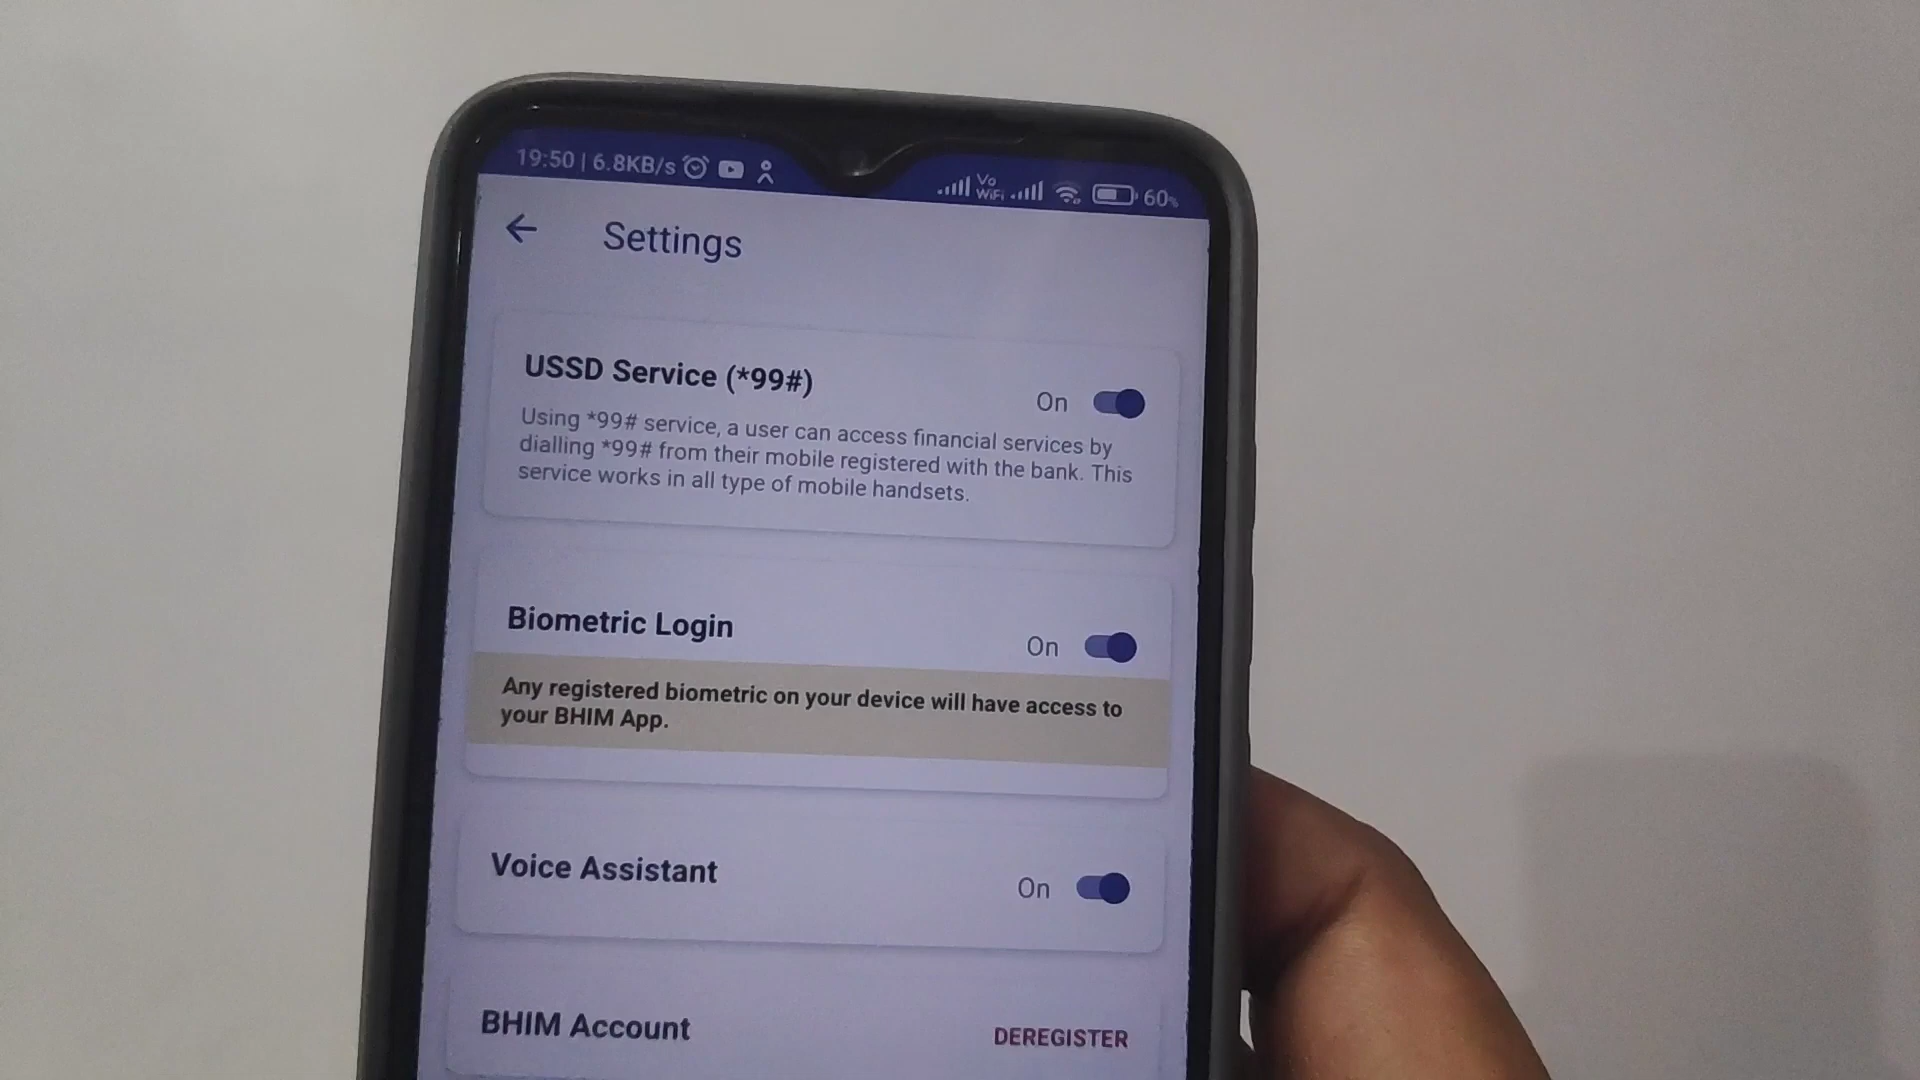 19:50 | 6.8KB/s Vo WiFi 60%
Settings
USSD Service (*99#)
On
Using *99# service, a user can access financial services by
dialling *99# from their mobile registered with the bank. This
service works in all type of mobile handsets.
Biometric Login
On
Any registered biometric on your device will have access to
your BHIM App.
Voice Assistant
On
BHIM Account
DEREGISTER